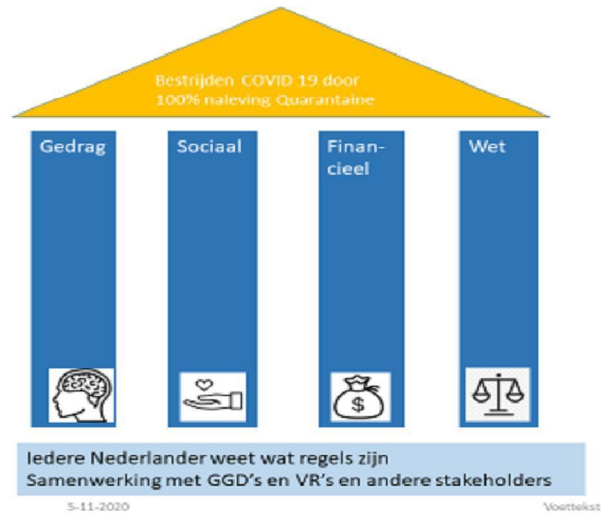 Bestrijden COVID 19 door
100% naleving Quarantaine
Gedrag
Sociaal
Finan-
cieel
Wet
$
Iedere Nederlander weet wat regels zijn
Samenwerking met GGD's en VR's en andere stakeholders
5-11-2020
Voettekst